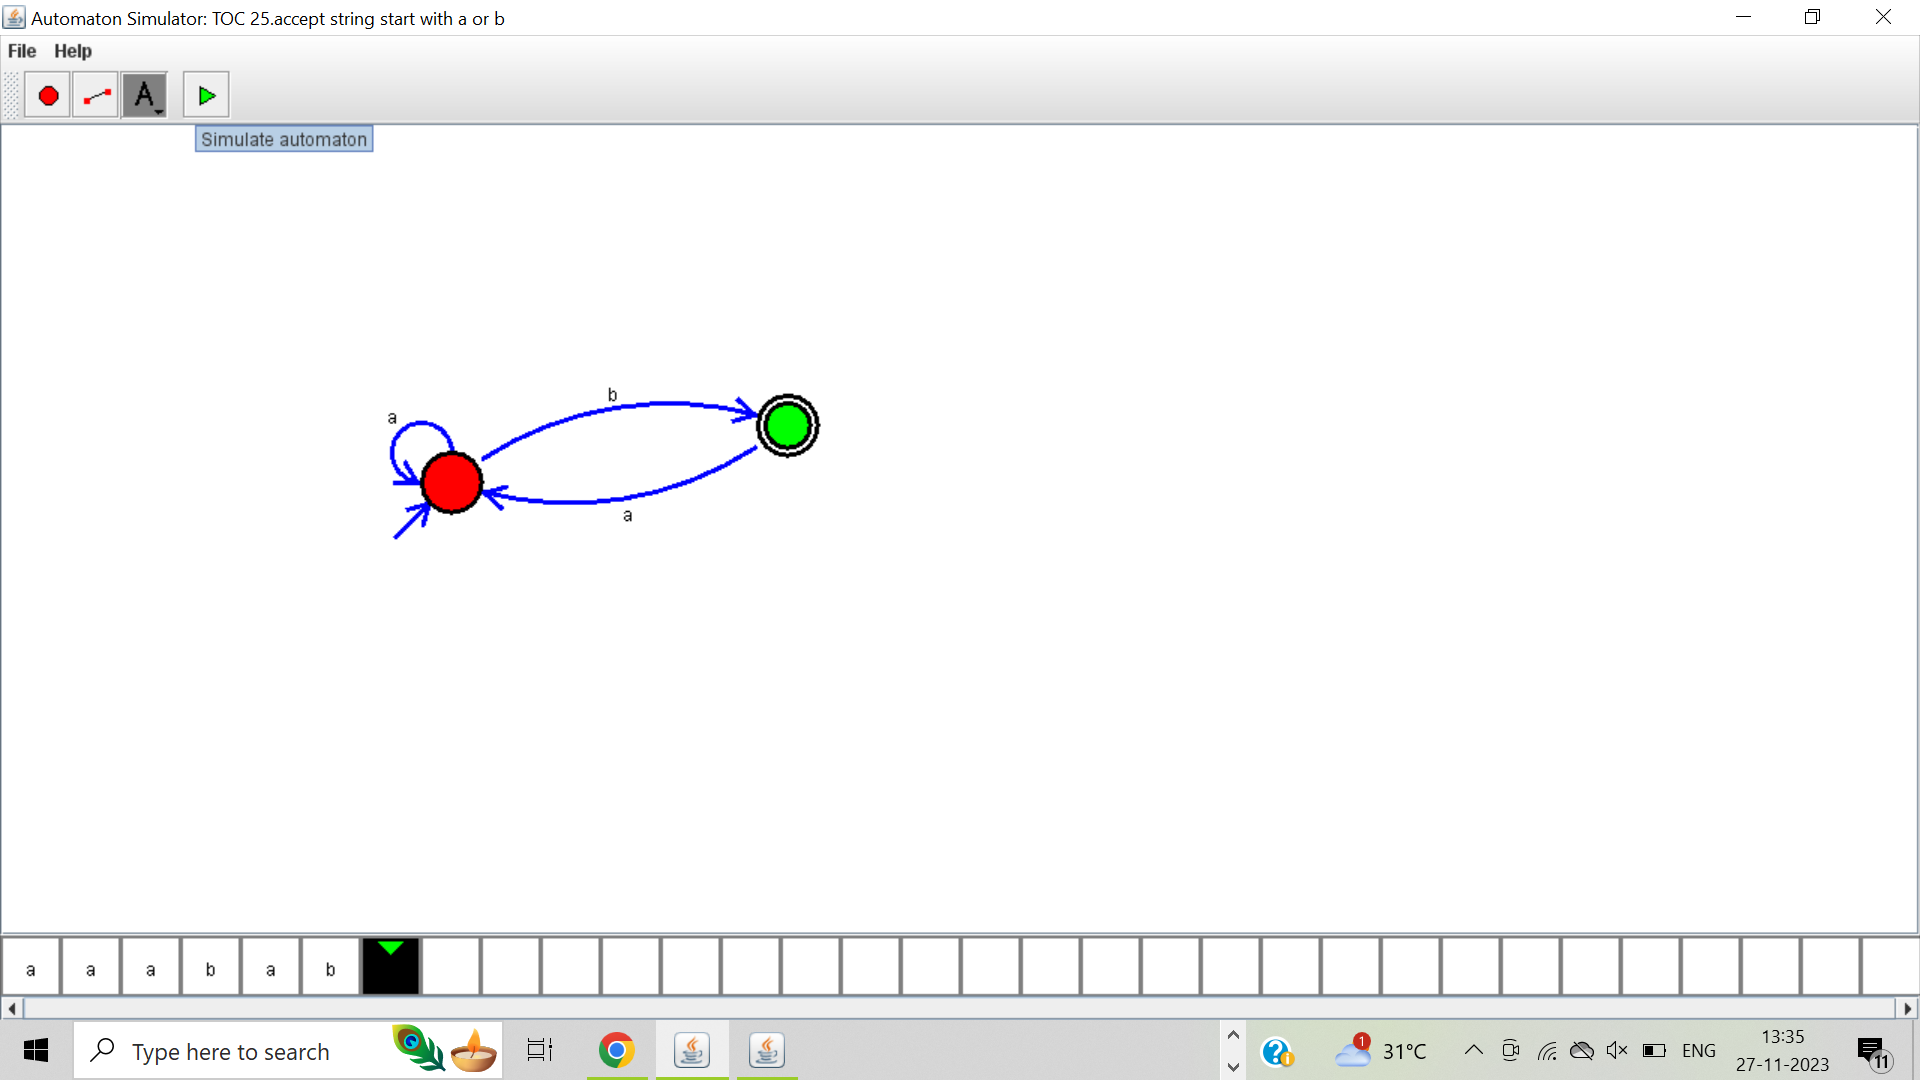 Automaton Simulator: TOC 25.accept string start with a or b
File Help
A
Simulate automaton
b
a
a
a a a b a b
Type here to search
1
31°C
ENG
13:35
27-11-2023
11